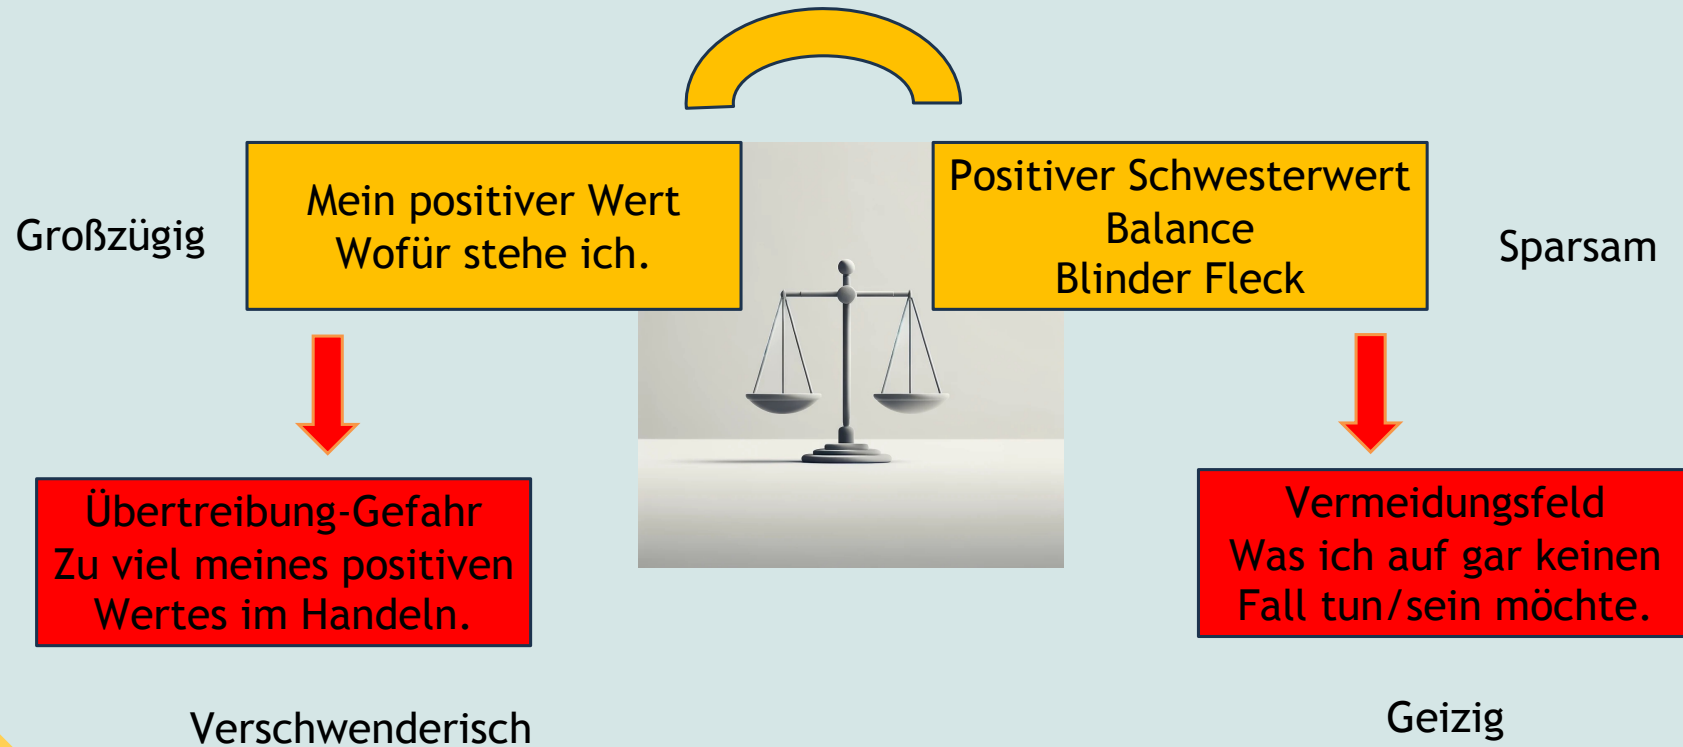 Großzügig
Mein positiver Wert
Wofür stehe ich.
Positiver Schwesterwert
Balance
Blinder Fleck
Sparsam
Übertreibung-Gefahr
Zu viel meines positiven
Wertes im Handeln.
Vermeidungsfeld
Was ich auf gar keinen
Fall tun/sein möchte.
Verschwenderisch
Geizig